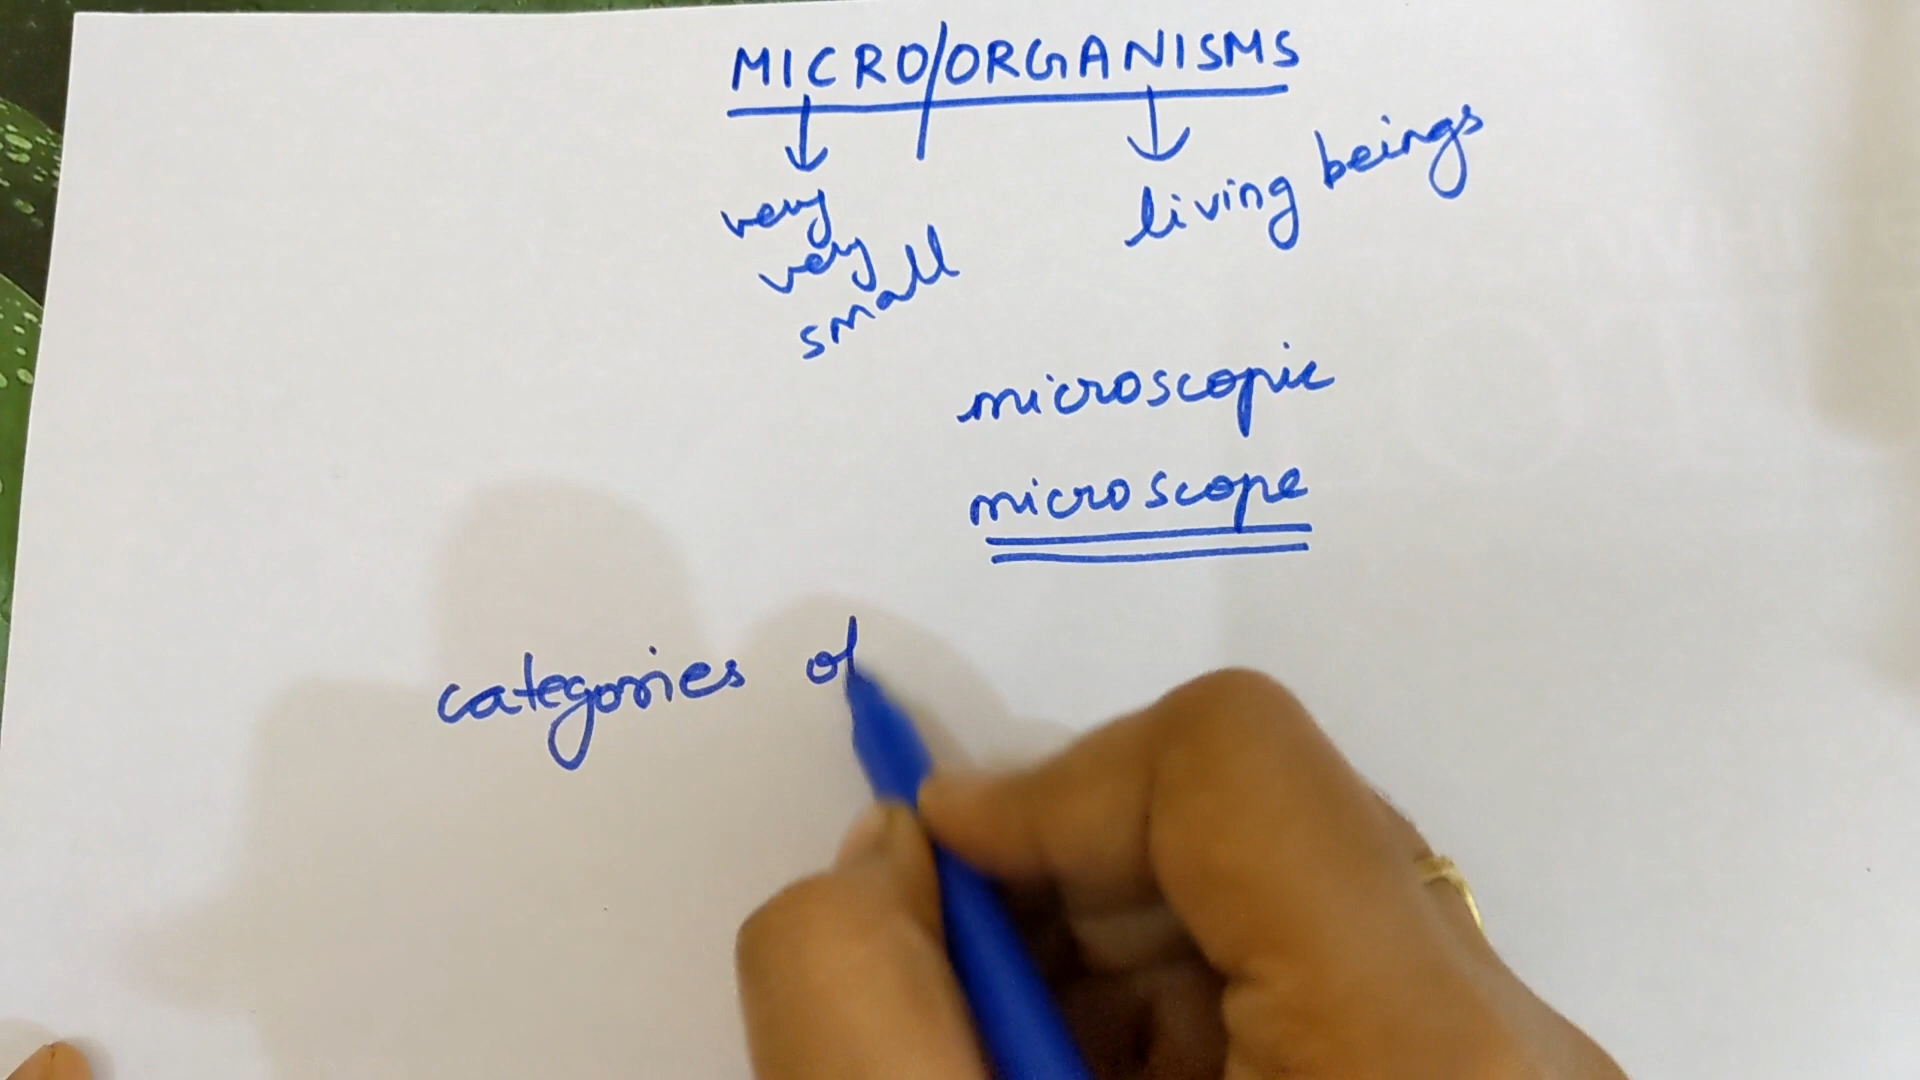 MICRO/ORGANISMS
very
very
small
living beings
microscopic
microscope
categories of